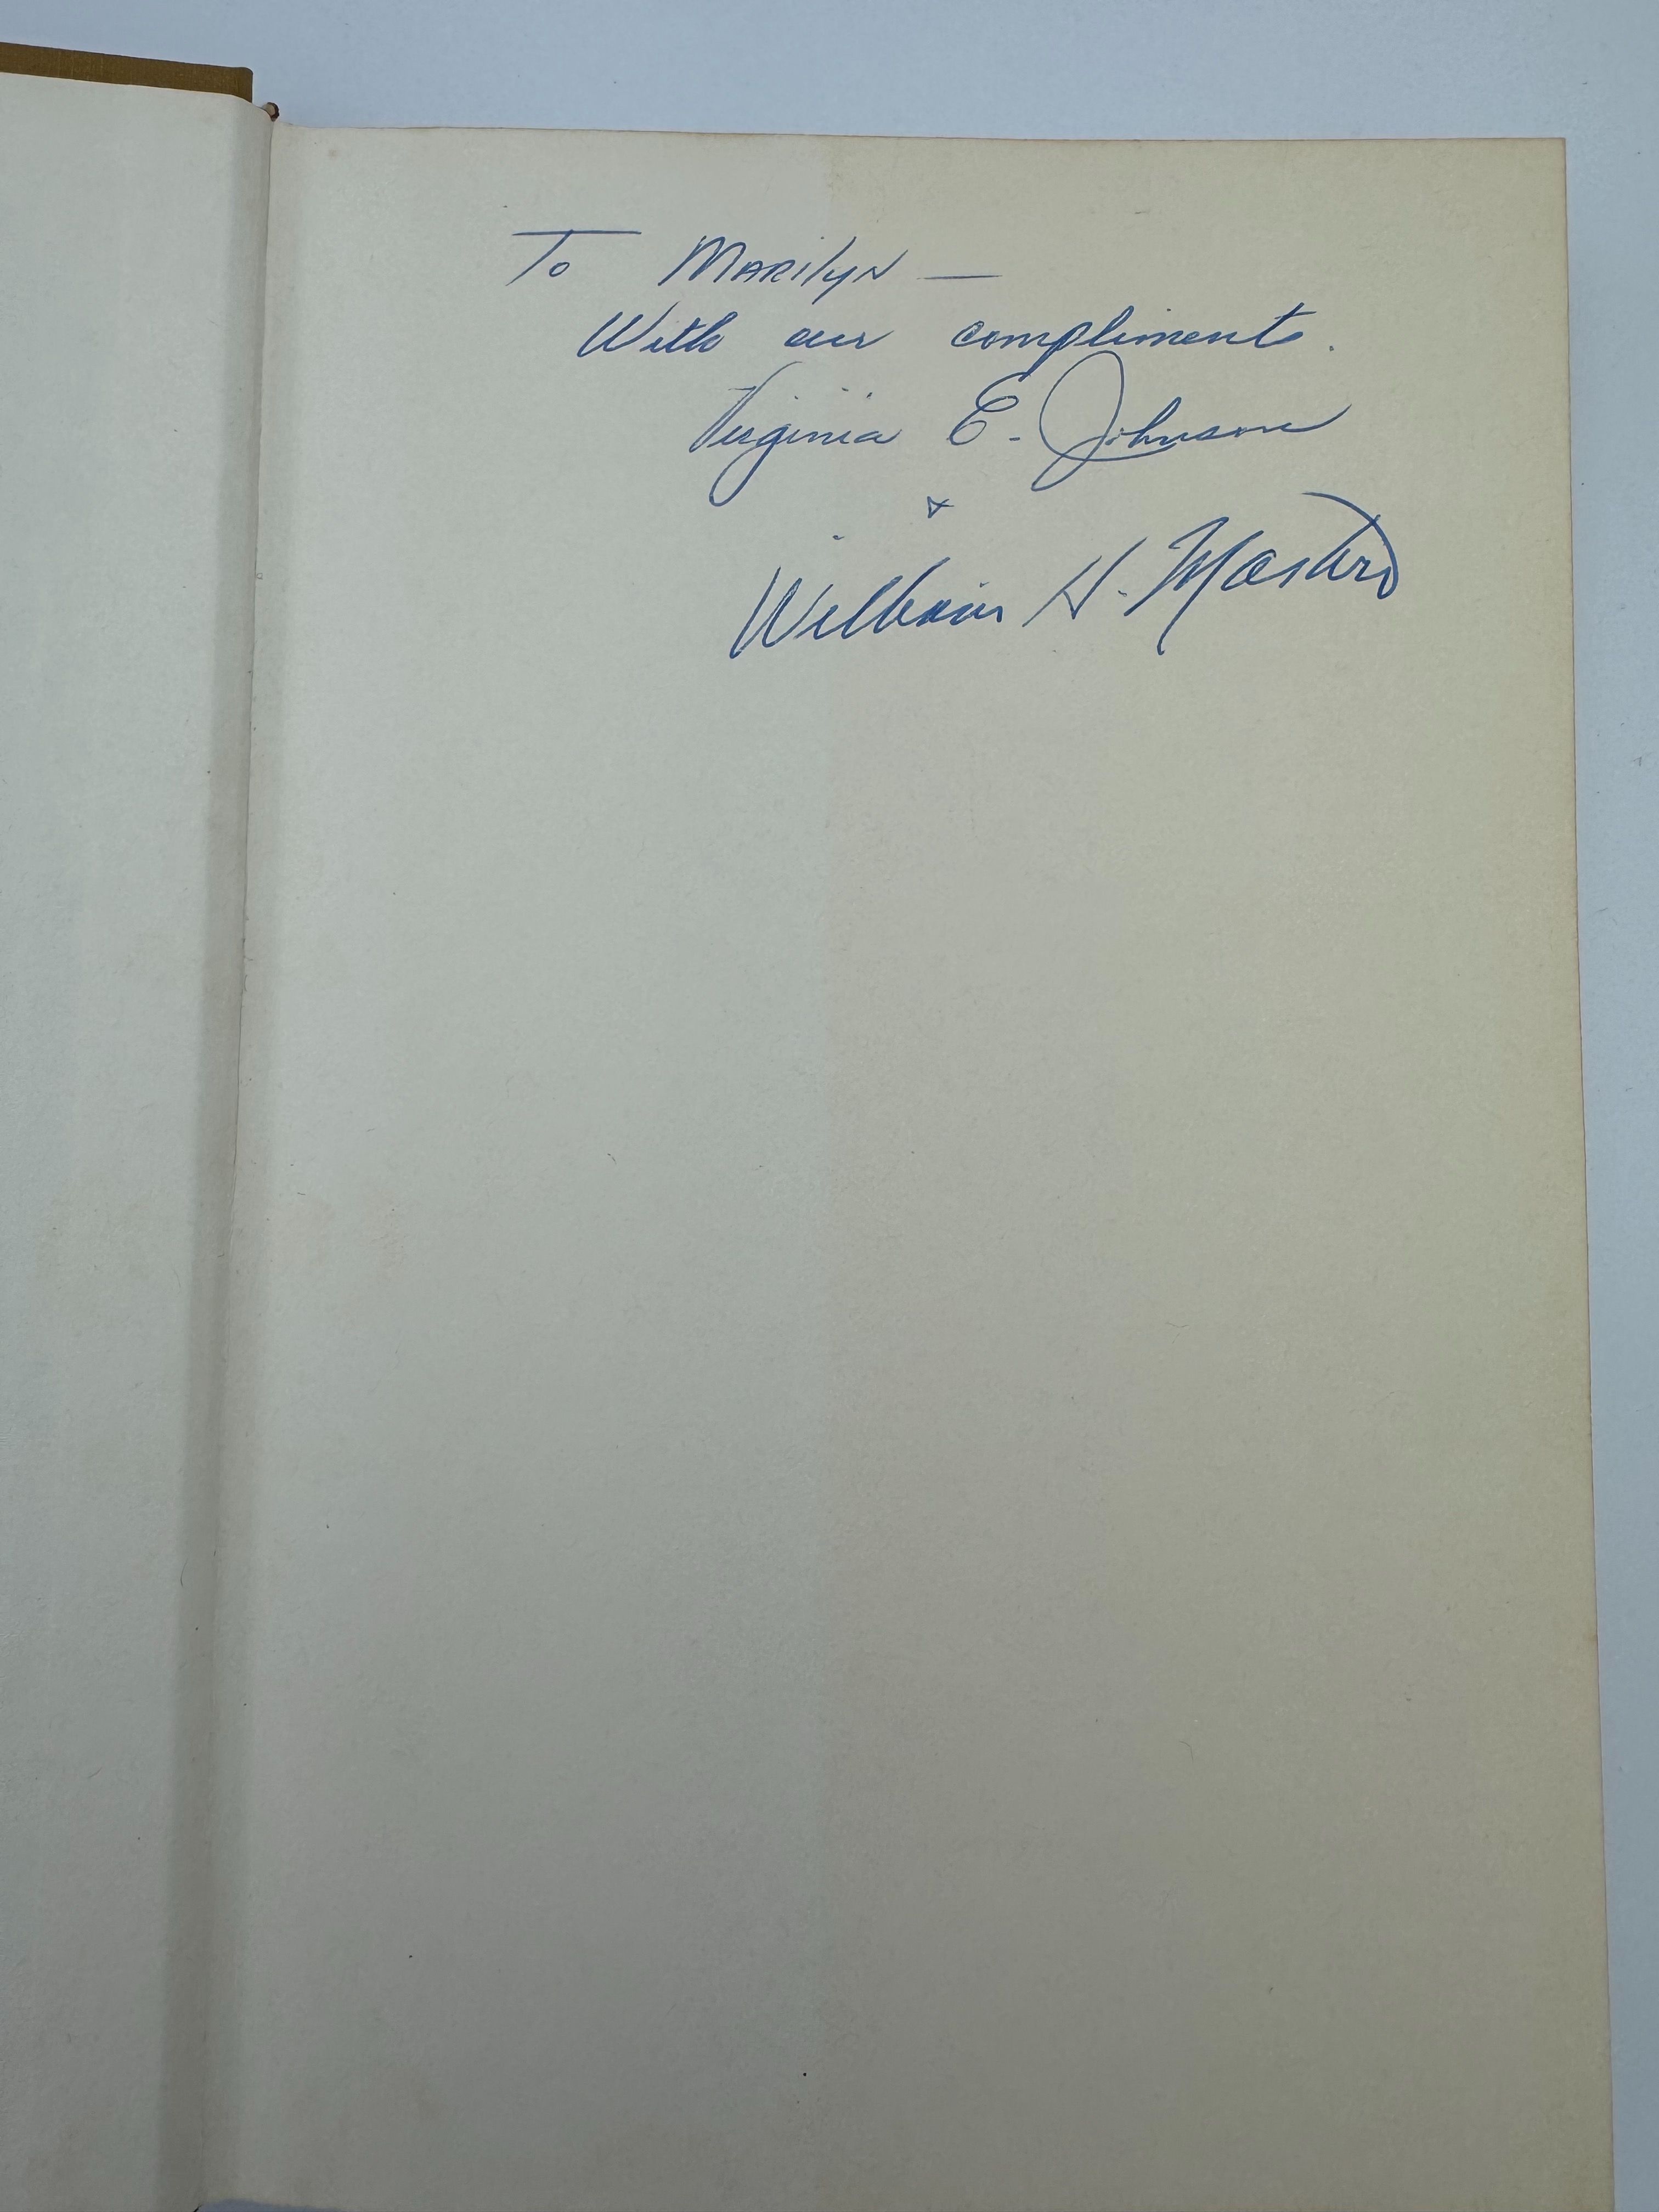 To Marilyn —
With our compliments.
Virginia E. Johnson
&
William H. Masters